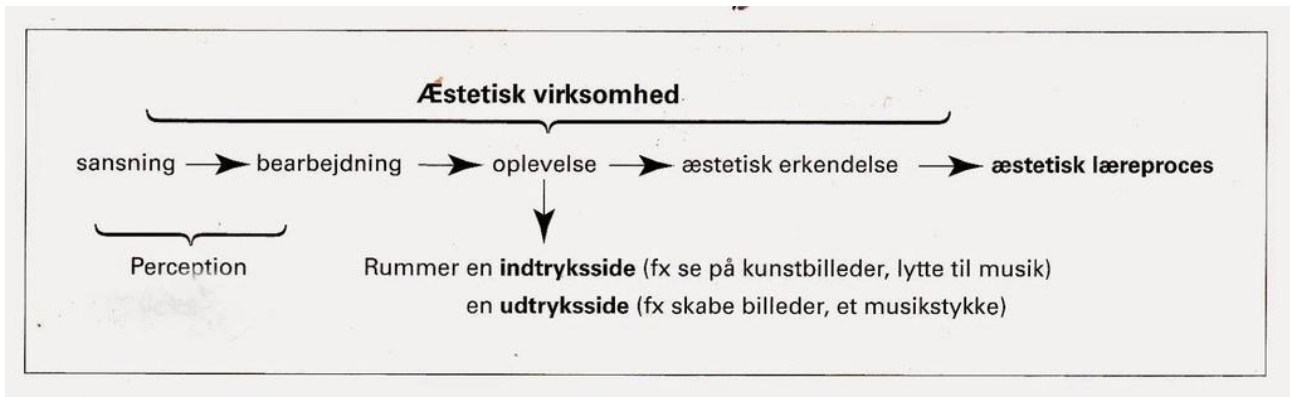 Æstetisk virksomhed
sansning bearbejdning oplevelse æstetisk erkendelse æstetisk læreproces
Perception
Rummer en indtryksside (fx se på kunstbilleder, lytte til musik)
en udtryksside (fx skabe billeder, et musikstykke)